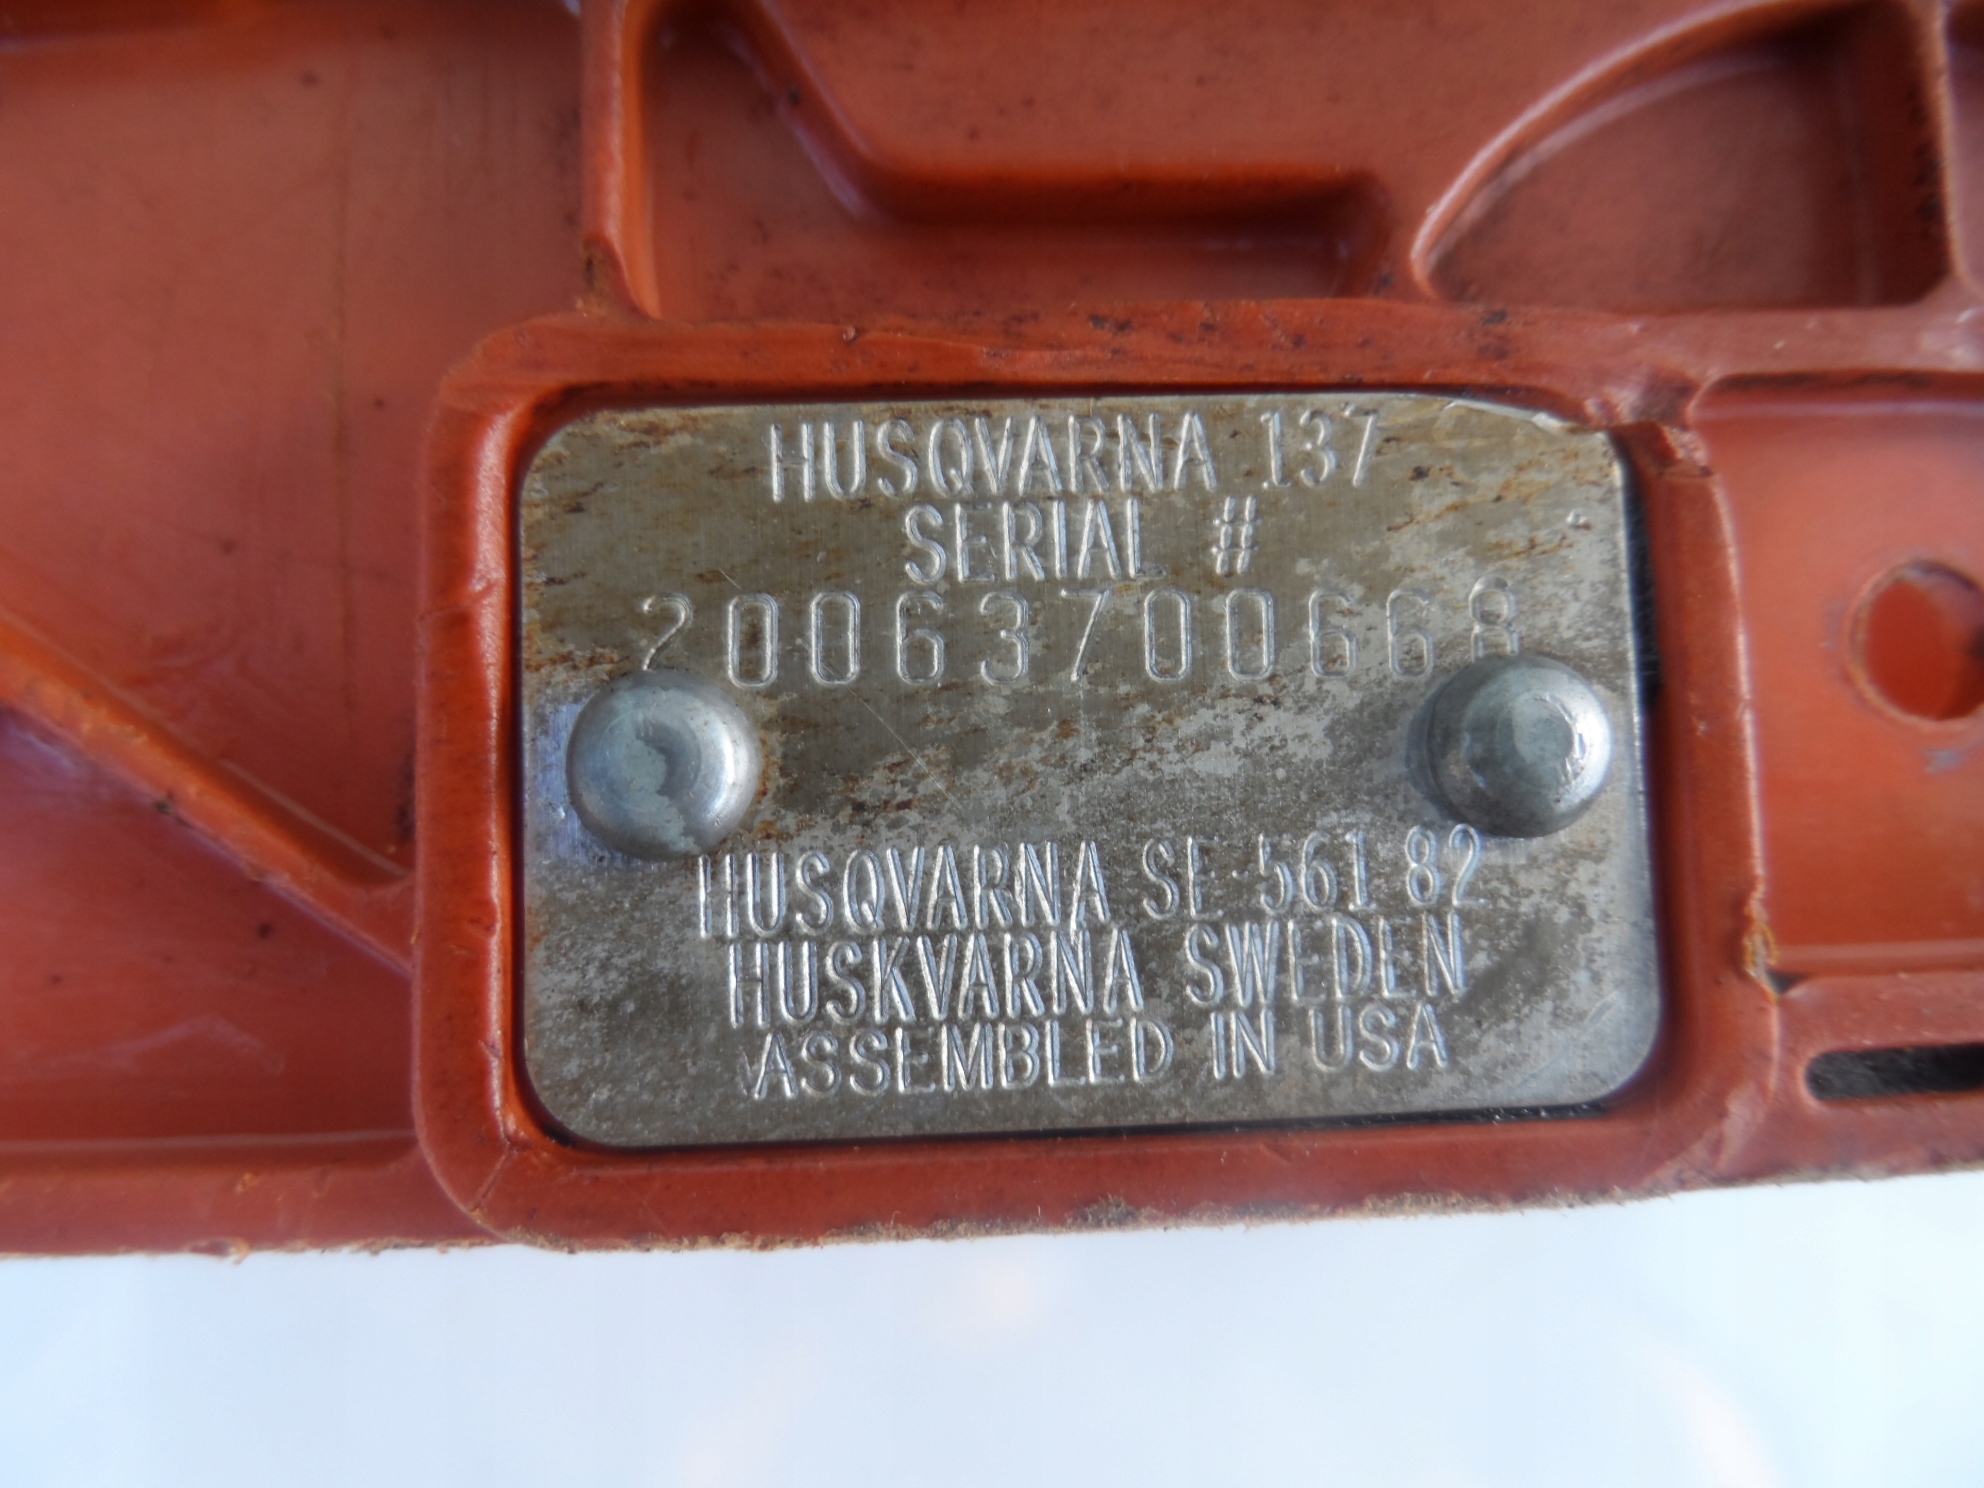 HUSQVARNA 137
SERIAL #
20063700668
HUSQVARNA SE-561 82
HUSKVARNA SWEDEN
ASSEMBLED IN USA